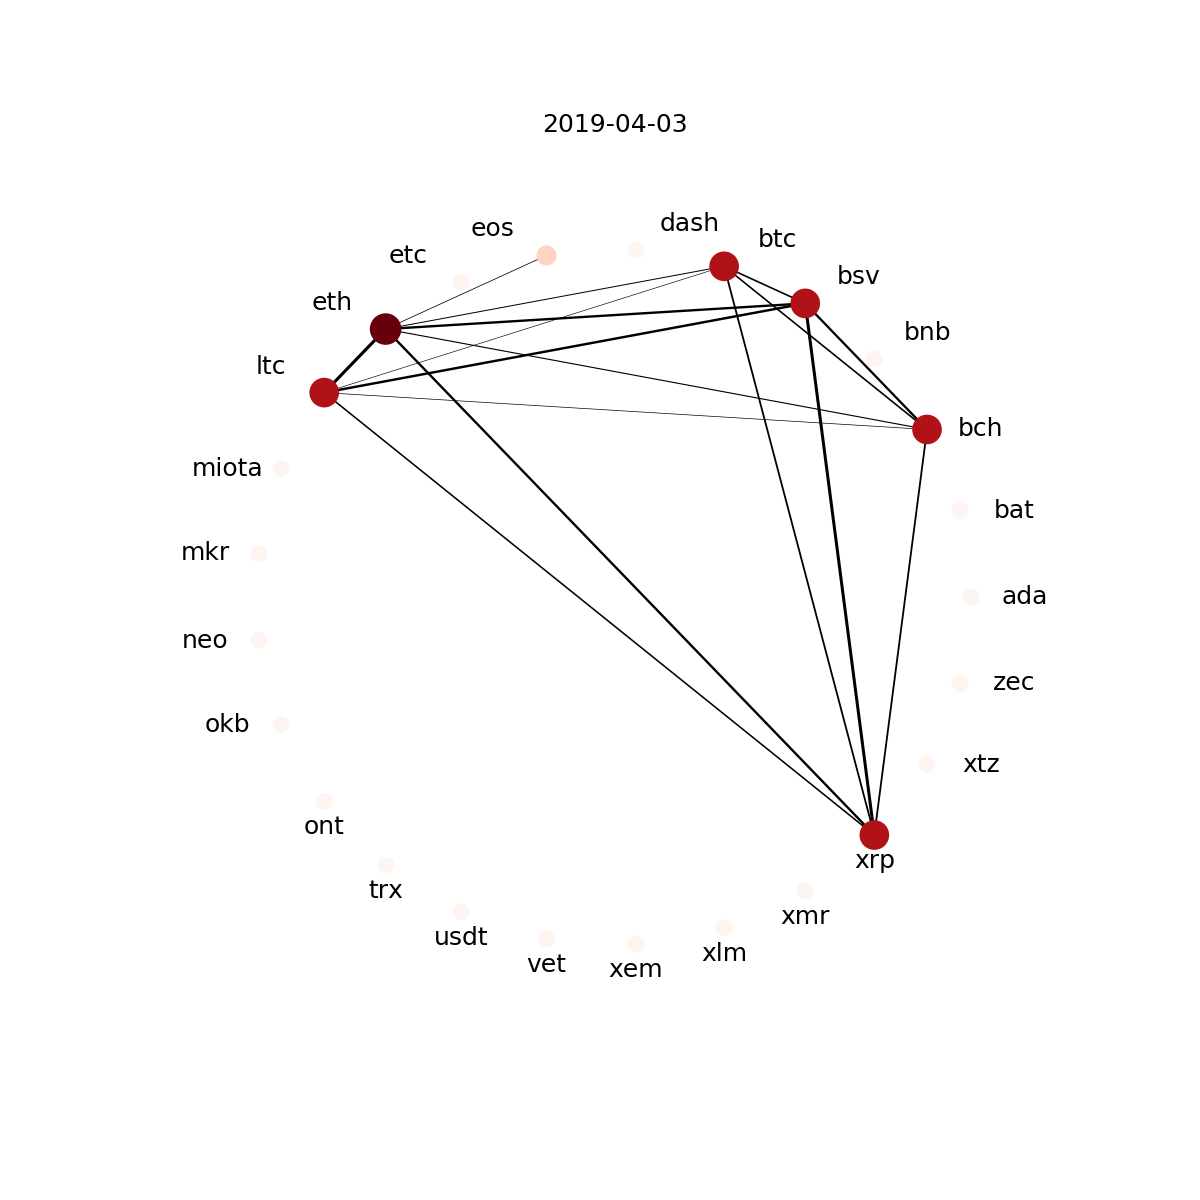 2019-04-03
dash
eos
btc
etc
bsv
eth
bnb
ltc
bch
miota
bat
mkr
ada
neo
zec
okb
xtz
ont
xrp
trx
xmr
usdt
xlm
vet
xem